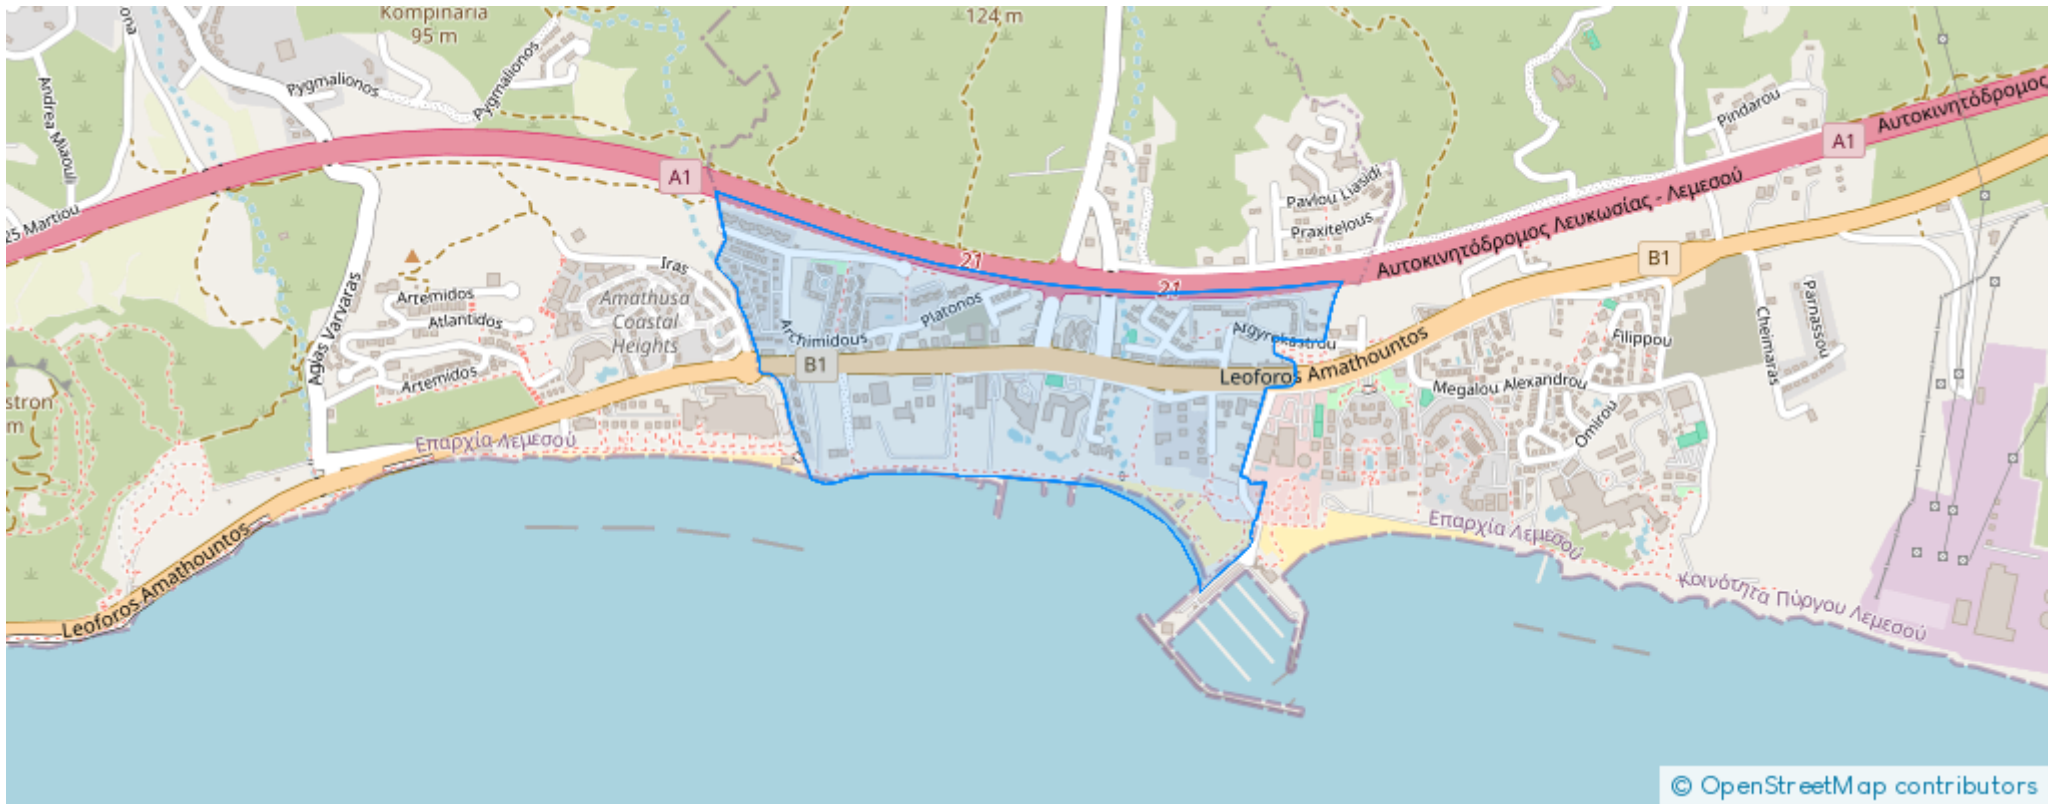 Kompinaria
95 m
124 m
ona
Pygmalionos
Pygmalionos
Andrea Miaouli
25 Martiou
A1
Pindarou
A1
Αυτοκινητόδρομος
Pavlou Liasidi
Praxitelous
Αυτοκινητόδρομος Λευκωσίας - Λεμεσού
B1
21
21
Iras
Amathusa
Coastal
Heights
Artemidos
Atlantidos
Artemidos
Agias Varvaras
Platonos
Archimidous
Argyrokastrou
B1
Leoforos Amathountos
Filippou
Megalou Alexandrou
Omirou
Cheimaras
Parnassou
stron
m
Επαρχία Λεμεσού
Επαρχία Λεμεσού
Κοινότητα Πύργου Λεμεσού
Leoforos Amathountos
© OpenStreetMap contributors